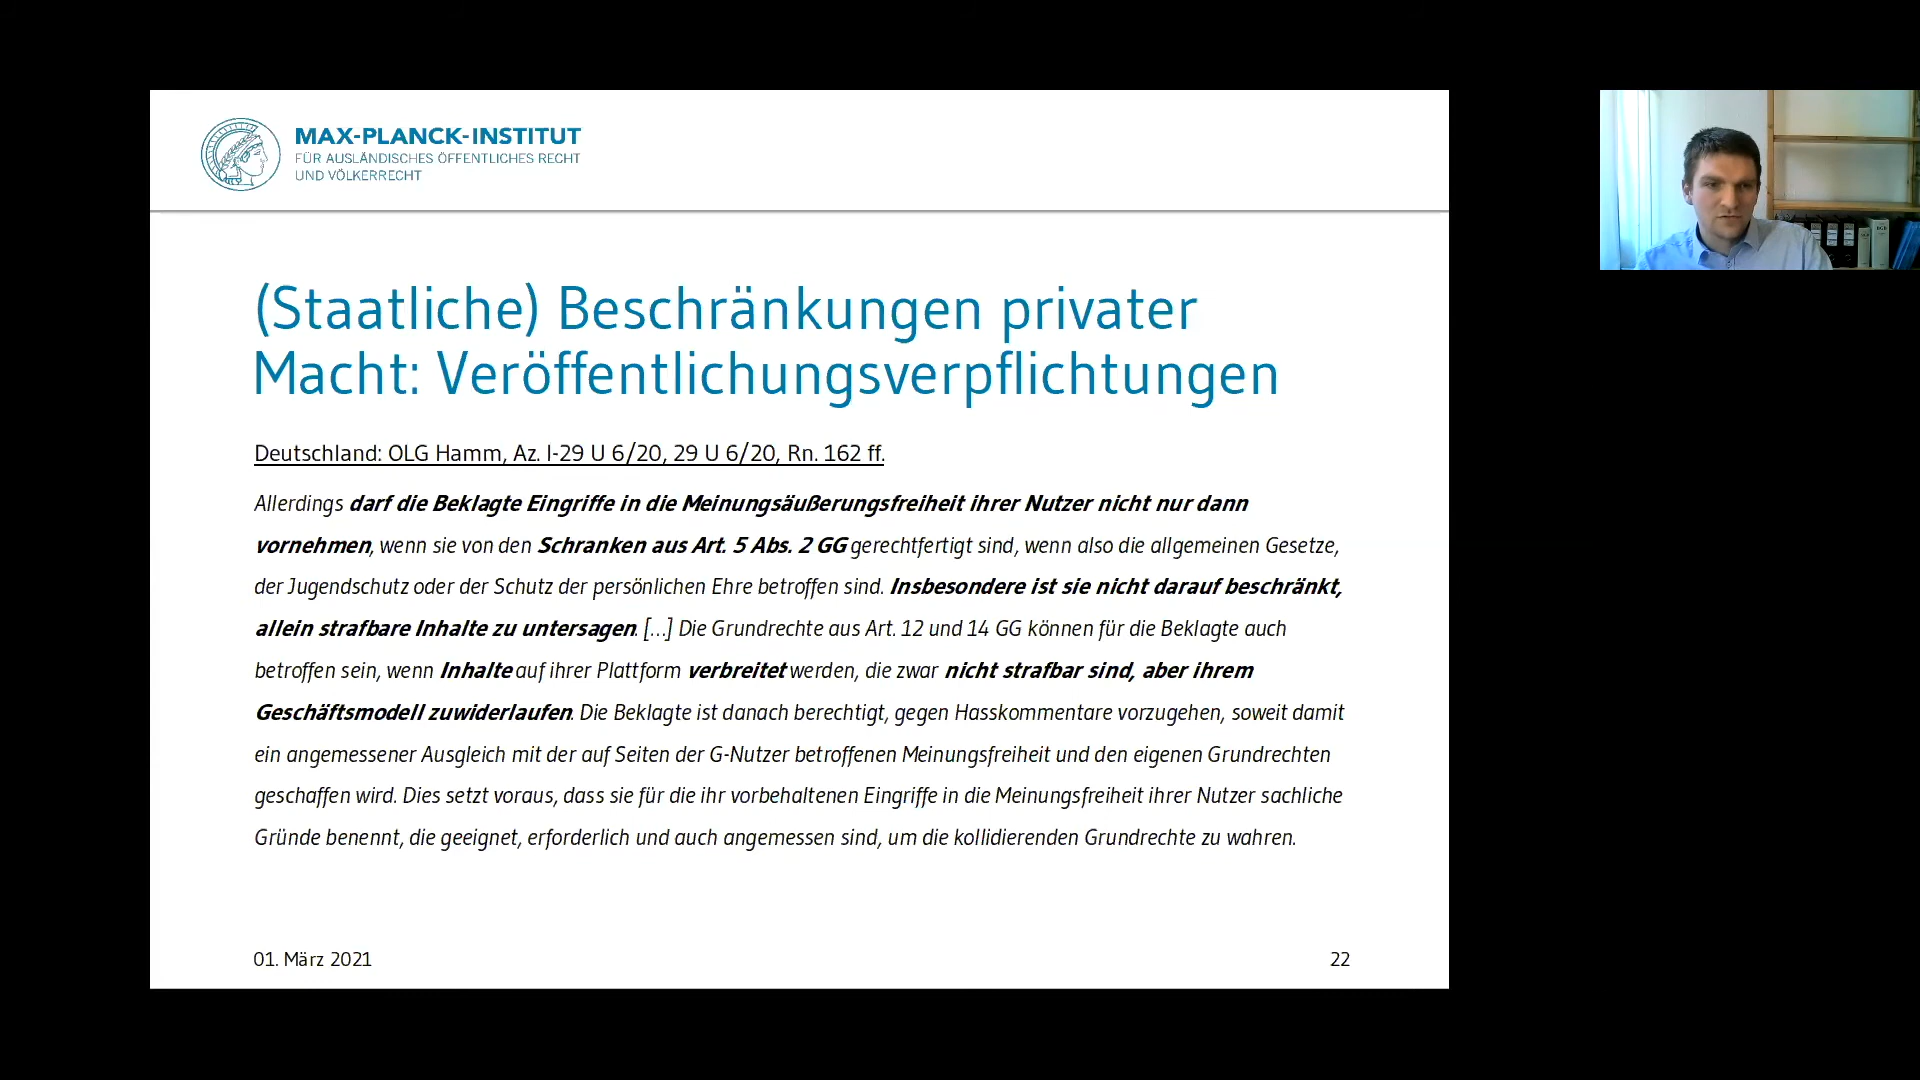 MAX-PLANCK-INSTITUT
FÜR AUSLÄNDISCHES ÖFFENTLICHES RECHT
UND VÖLKERRECHT
(Staatliche) Beschränkungen privater
Macht: Veröffentlichungsverpflichtungen
Deutschland: OLG Hamm, Az. I-29 U 6/20, 29 U 6/20, Rn. 162 ff.
Allerdings darf die Beklagte Eingriffe in die Meinungsäußerungsfreiheit ihrer Nutzer nicht nur dann
vornehmen, wenn sie von den Schranken aus Art. 5 Abs. 2 GG gerechtfertigt sind, wenn also die allgemeinen Gesetze,
der Jugendschutz oder der Schutz der persönlichen Ehre betroffen sind. Insbesondere ist sie nicht darauf beschränkt,
allein strafbare Inhalte zu untersagen. [...] Die Grundrechte aus Art. 12 und 14 GG können für die Beklagte auch
betroffen sein, wenn Inhalte auf ihrer Plattform verbreitet werden, die zwar nicht strafbar sind, aber ihrem
Geschäftsmodell zuwiderlaufen. Die Beklagte ist danach berechtigt, gegen Hasskommentare vorzugehen, soweit damit
ein angemessener Ausgleich mit der auf Seiten der G-Nutzer betroffenen Meinungsfreiheit und den eigenen Grundrechten
geschaffen wird. Dies setzt voraus, dass sie für die ihr vorbehaltenen Eingriffe in die Meinungsfreiheit ihrer Nutzer sachliche
Gründe benennt, die geeignet, erforderlich und auch angemessen sind, um die kollidierenden Grundrechte zu wahren.
01. März 2021
22